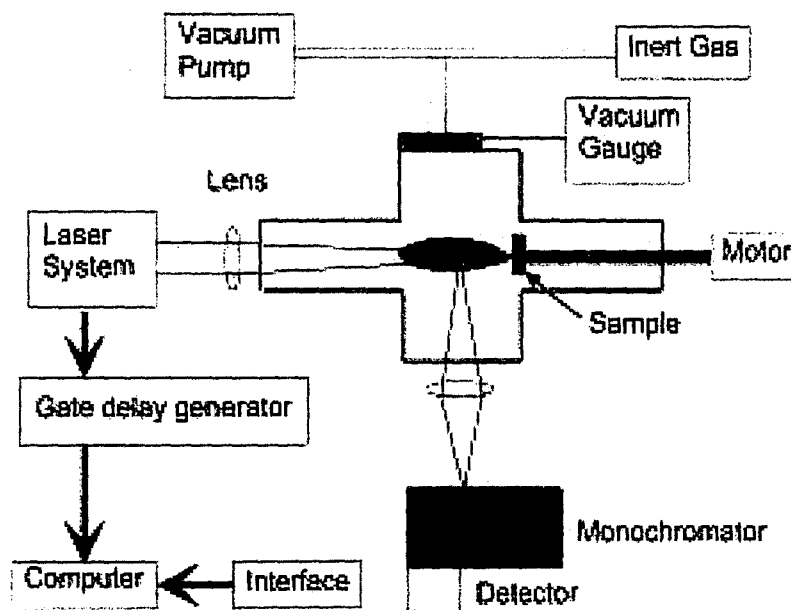 Vacuum
Pump
Inert Gas
Vacuum
Gauge
Lens
Laser
System
Motor
Sample
Gate delay generator
Monochromator
Computer
Interface
Detector